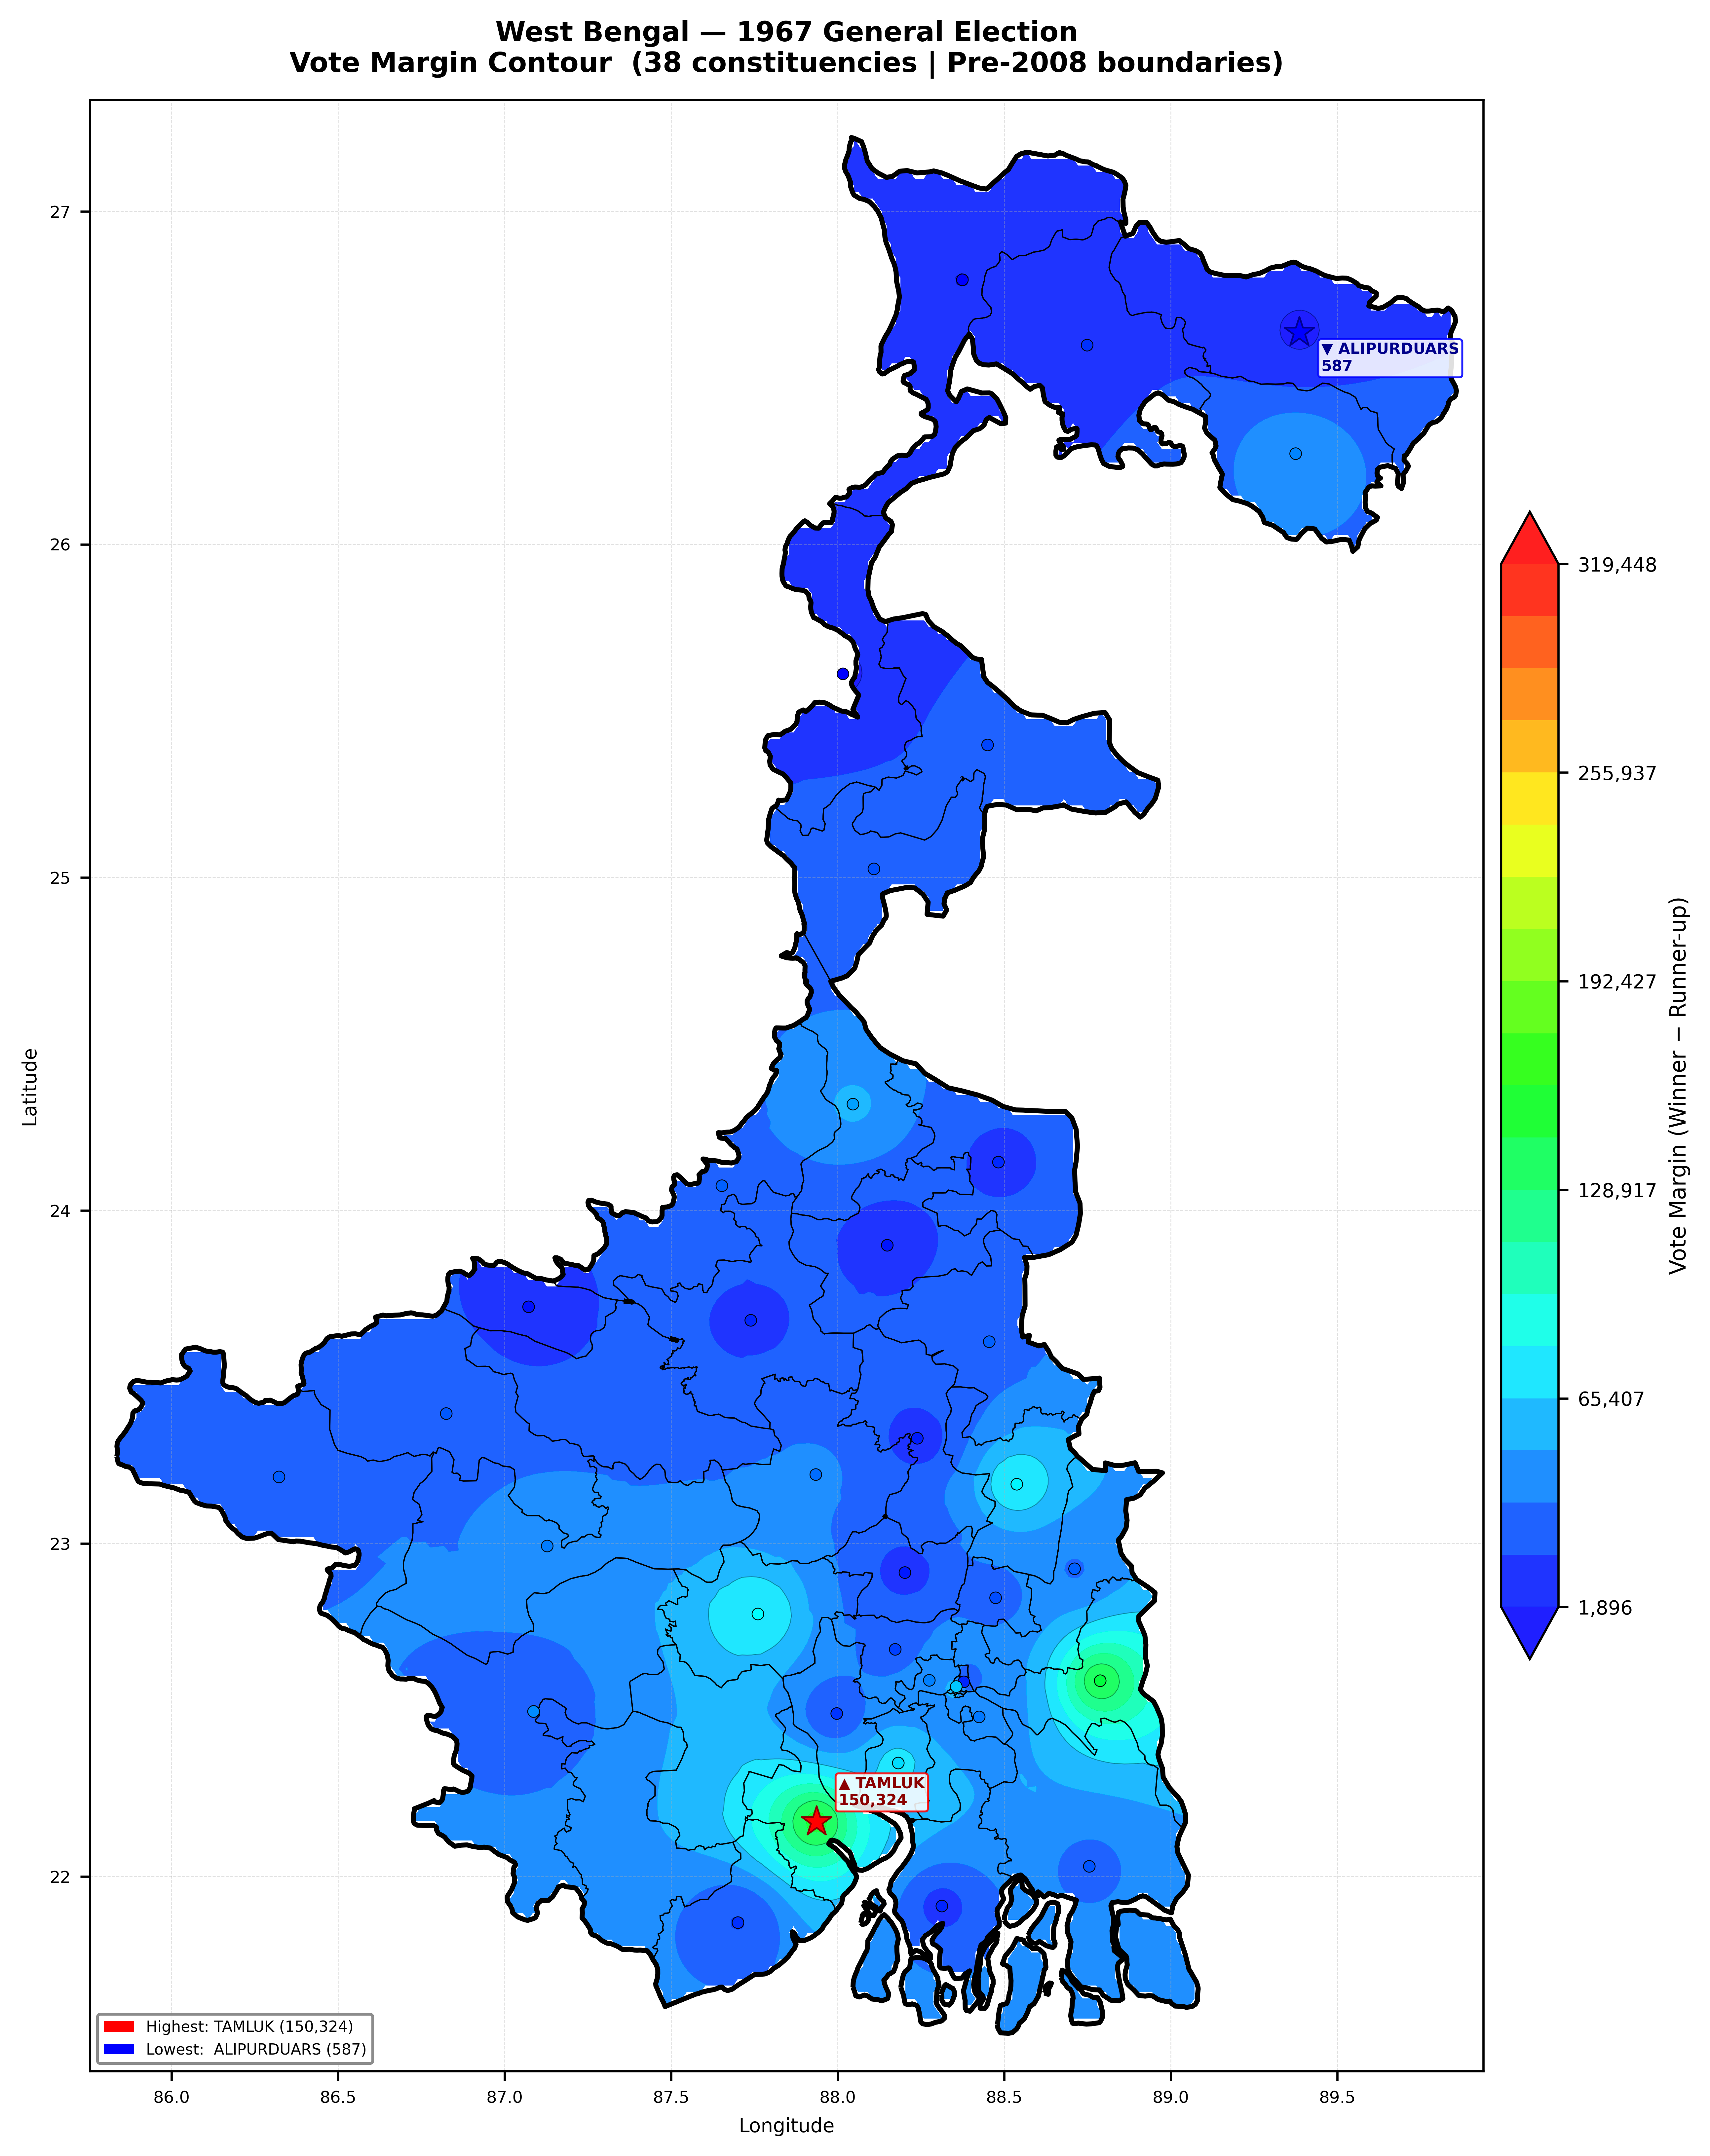 West Bengal — 1967 General Election
Vote Margin Contour  (38 constituencies | Pre-2008 boundaries)
27
26
25
24
23
22
Latitude
86.0
86.5
87.0
87.5
88.0
88.5
89.0
89.5
Longitude
▼ ALIPURDUARS
587
▲ TAMLUK
150,324
Highest: TAMLUK (150,324)
Lowest:  ALIPURDUARS (587)
319,448
255,937
192,427
128,917
65,407
1,896
Vote Margin (Winner − Runner-up)